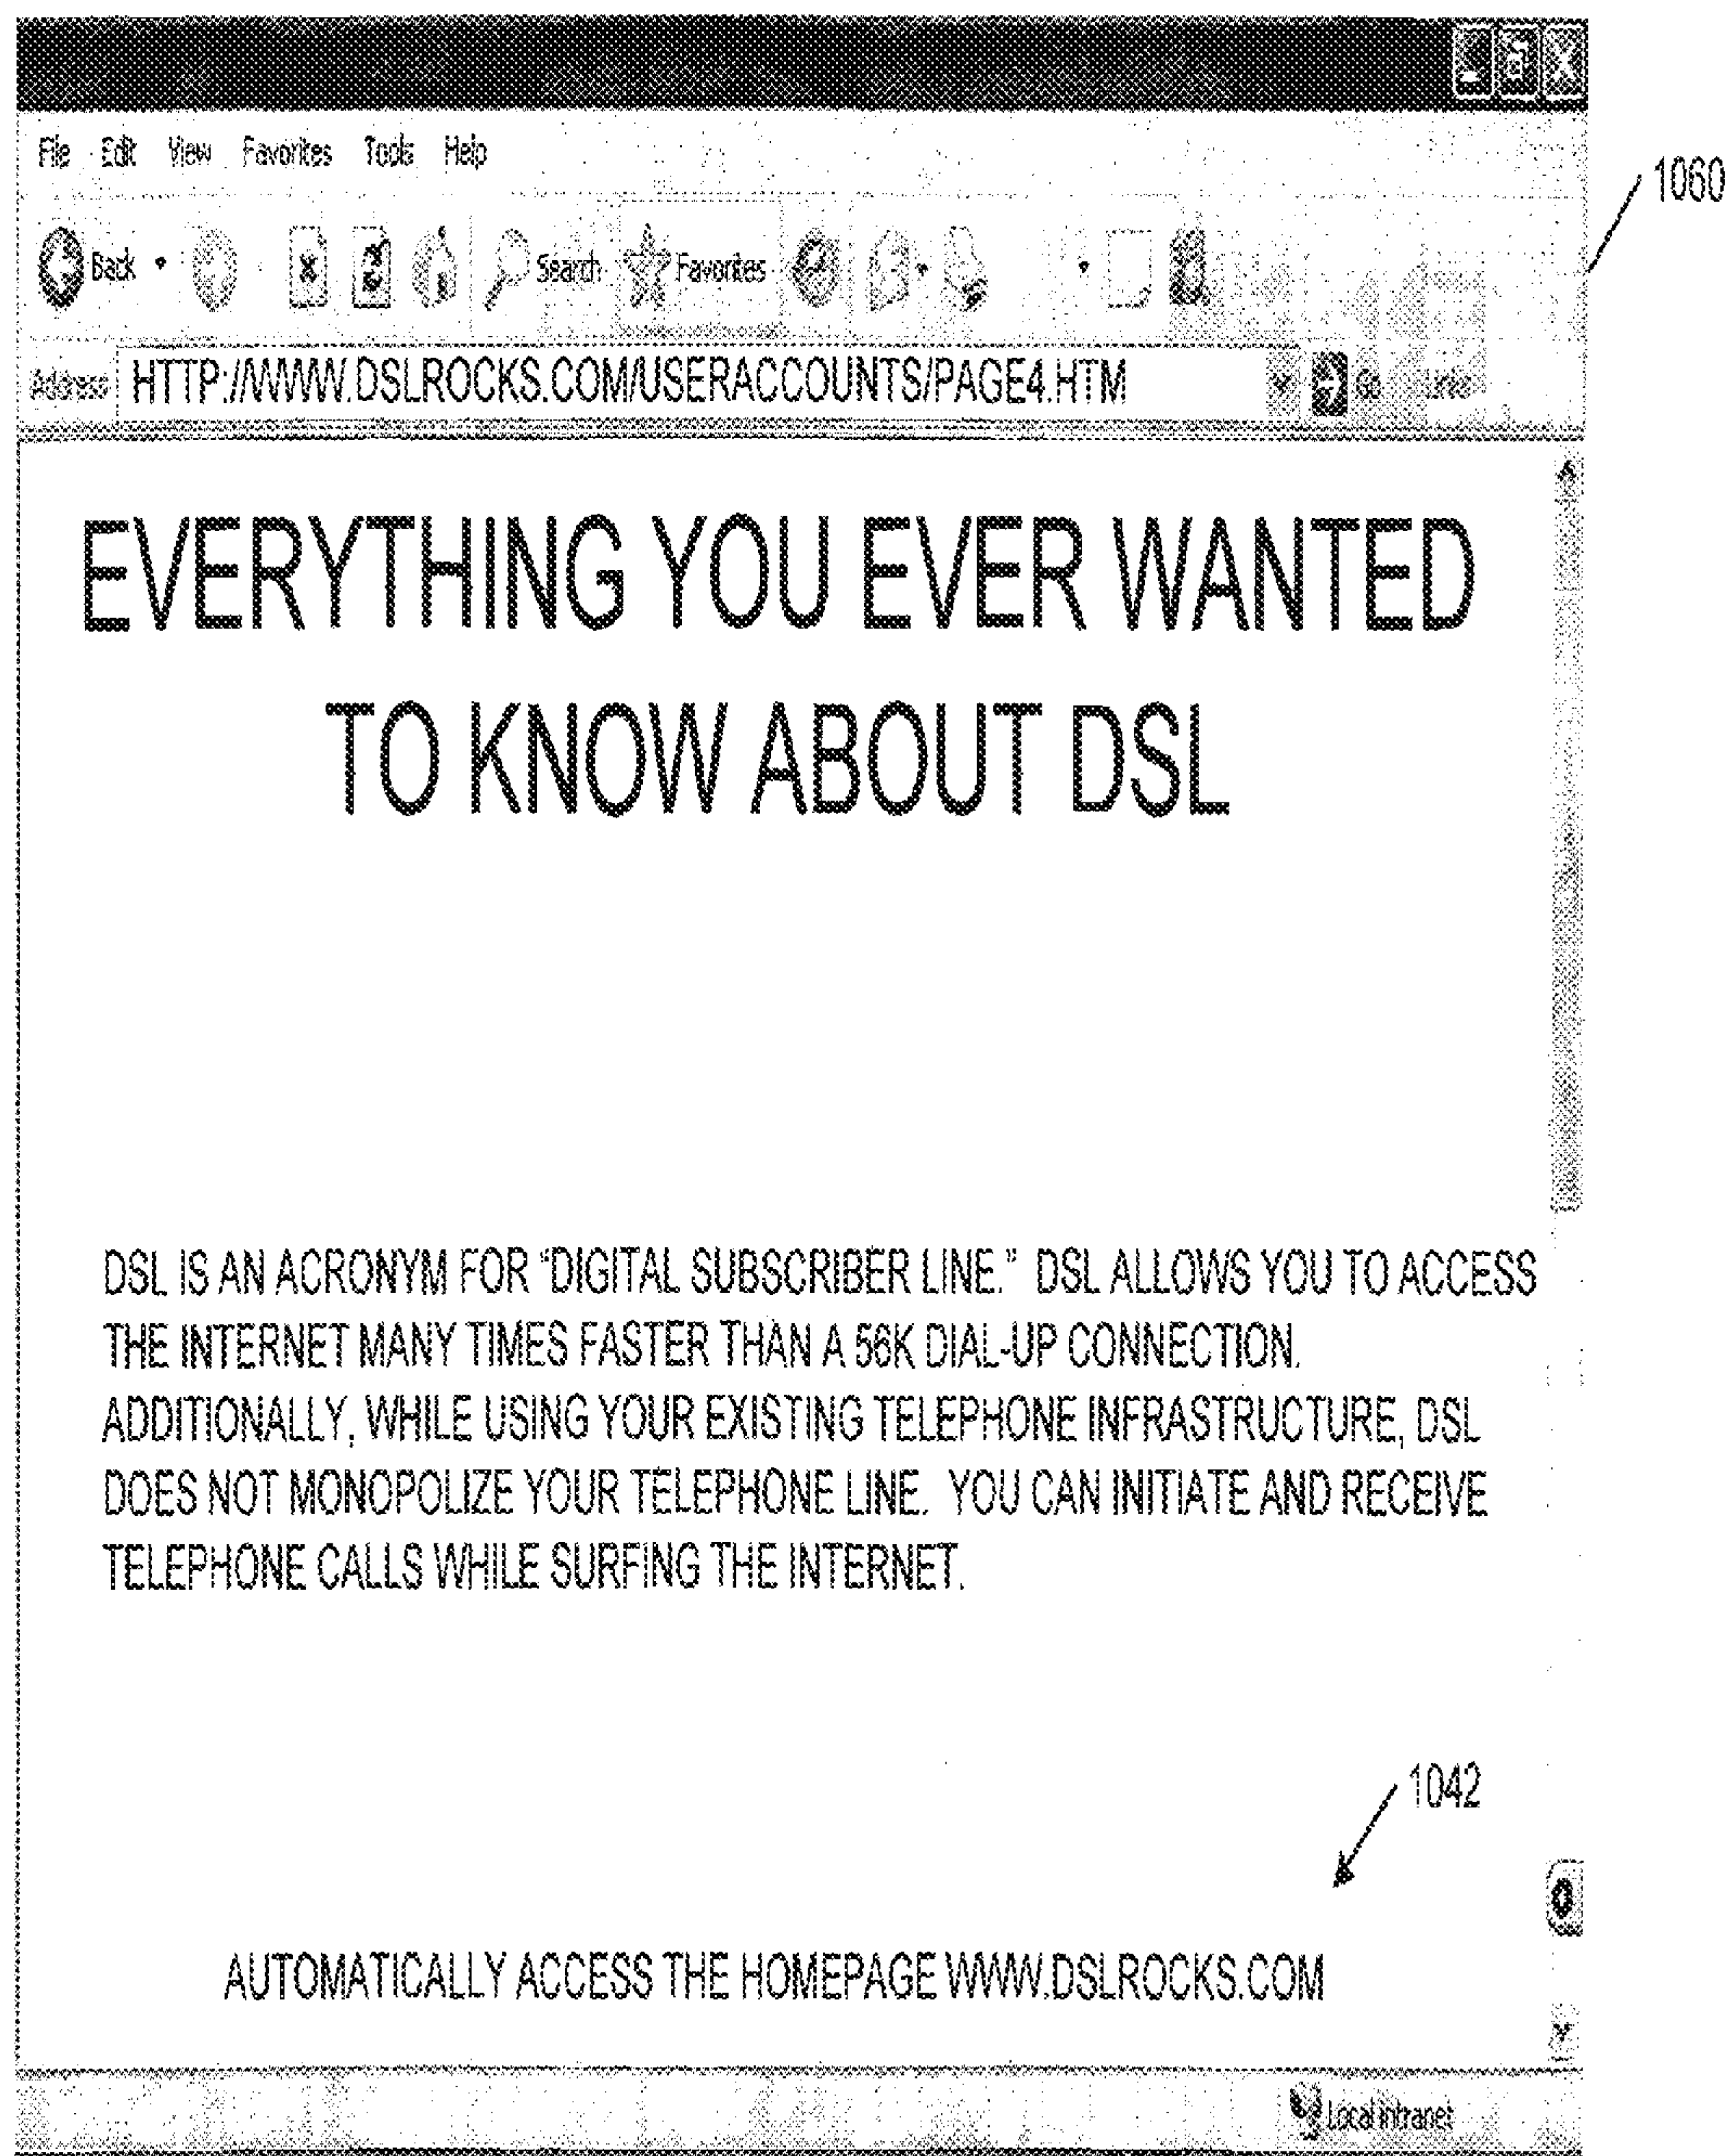 File Edit View Favorites Tools Help
1060
Back Search Favorites
Address HTTP://WWW.DSLROCKS.COM/USERACCOUNTS/PAGE4.HTM Go Links
EVERYTHING YOU EVER WANTED
TO KNOW ABOUT DSL
DSL IS AN ACRONYM FOR “DIGITAL SUBSCRIBER LINE.” DSL ALLOWS YOU TO ACCESS
THE INTERNET MANY TIMES FASTER THAN A 56K DIAL-UP CONNECTION.
ADDITIONALLY, WHILE USING YOUR EXISTING TELEPHONE INFRASTRUCTURE, DSL
DOES NOT MONOPOLIZE YOUR TELEPHONE LINE. YOU CAN INITIATE AND RECEIVE
TELEPHONE CALLS WHILE SURFING THE INTERNET.
1042
AUTOMATICALLY ACCESS THE HOMEPAGE WWW.DSLROCKS.COM
Local intranet